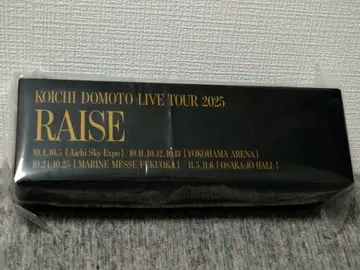 KOICHI DOMOTO LIVE TOUR 2025
RAISE
10.4,10.5 [Aichi Sky Expo] / 10.11,10.12,10.13 [YOKOHAMA ARENA]
10.24,10.25 [MARINE MESSE FUKUOKA] / 11.5,11.6 [OSAKA-JO HALL]